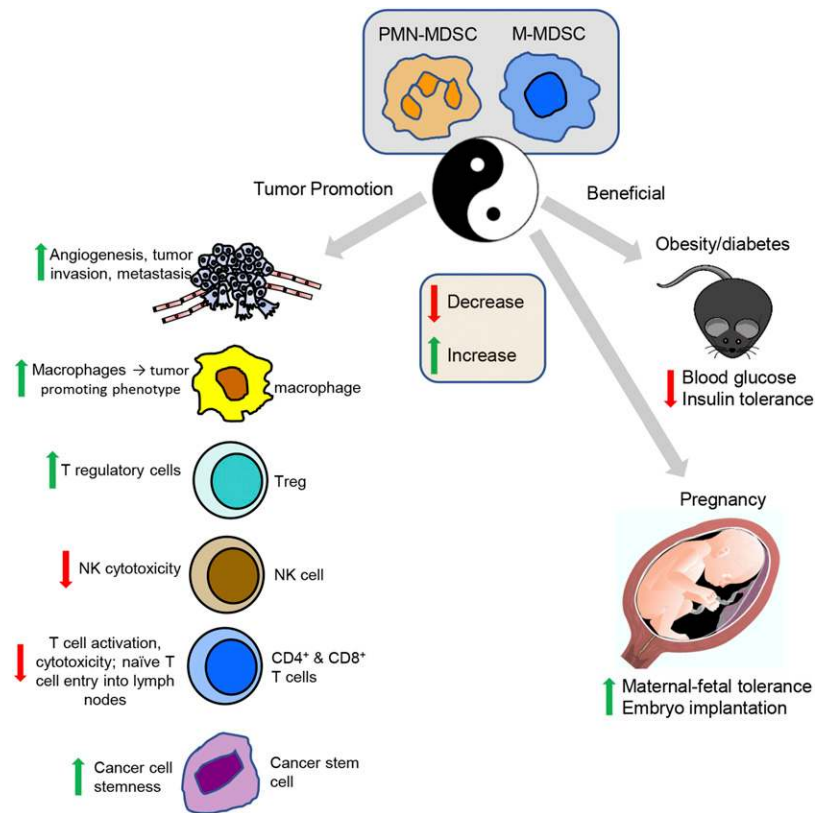 PMN-MDSC
M-MDSC
Tumor Promotion
Beneficial
Angiogenesis, tumor
invasion, metastasis
Macrophages → tumor
promoting phenotype
macrophage
T regulatory cells
Treg
NK cytotoxicity
NK cell
T cell activation,
cytotoxicity; naïve T
cell entry into lymph
nodes
CD4⁺ & CD8⁺
T cells
Cancer cell
stemness
Cancer stem
cell
Decrease
Increase
Obesity/diabetes
Blood glucose
Insulin tolerance
Pregnancy
Maternal-fetal tolerance
Embryo implantation